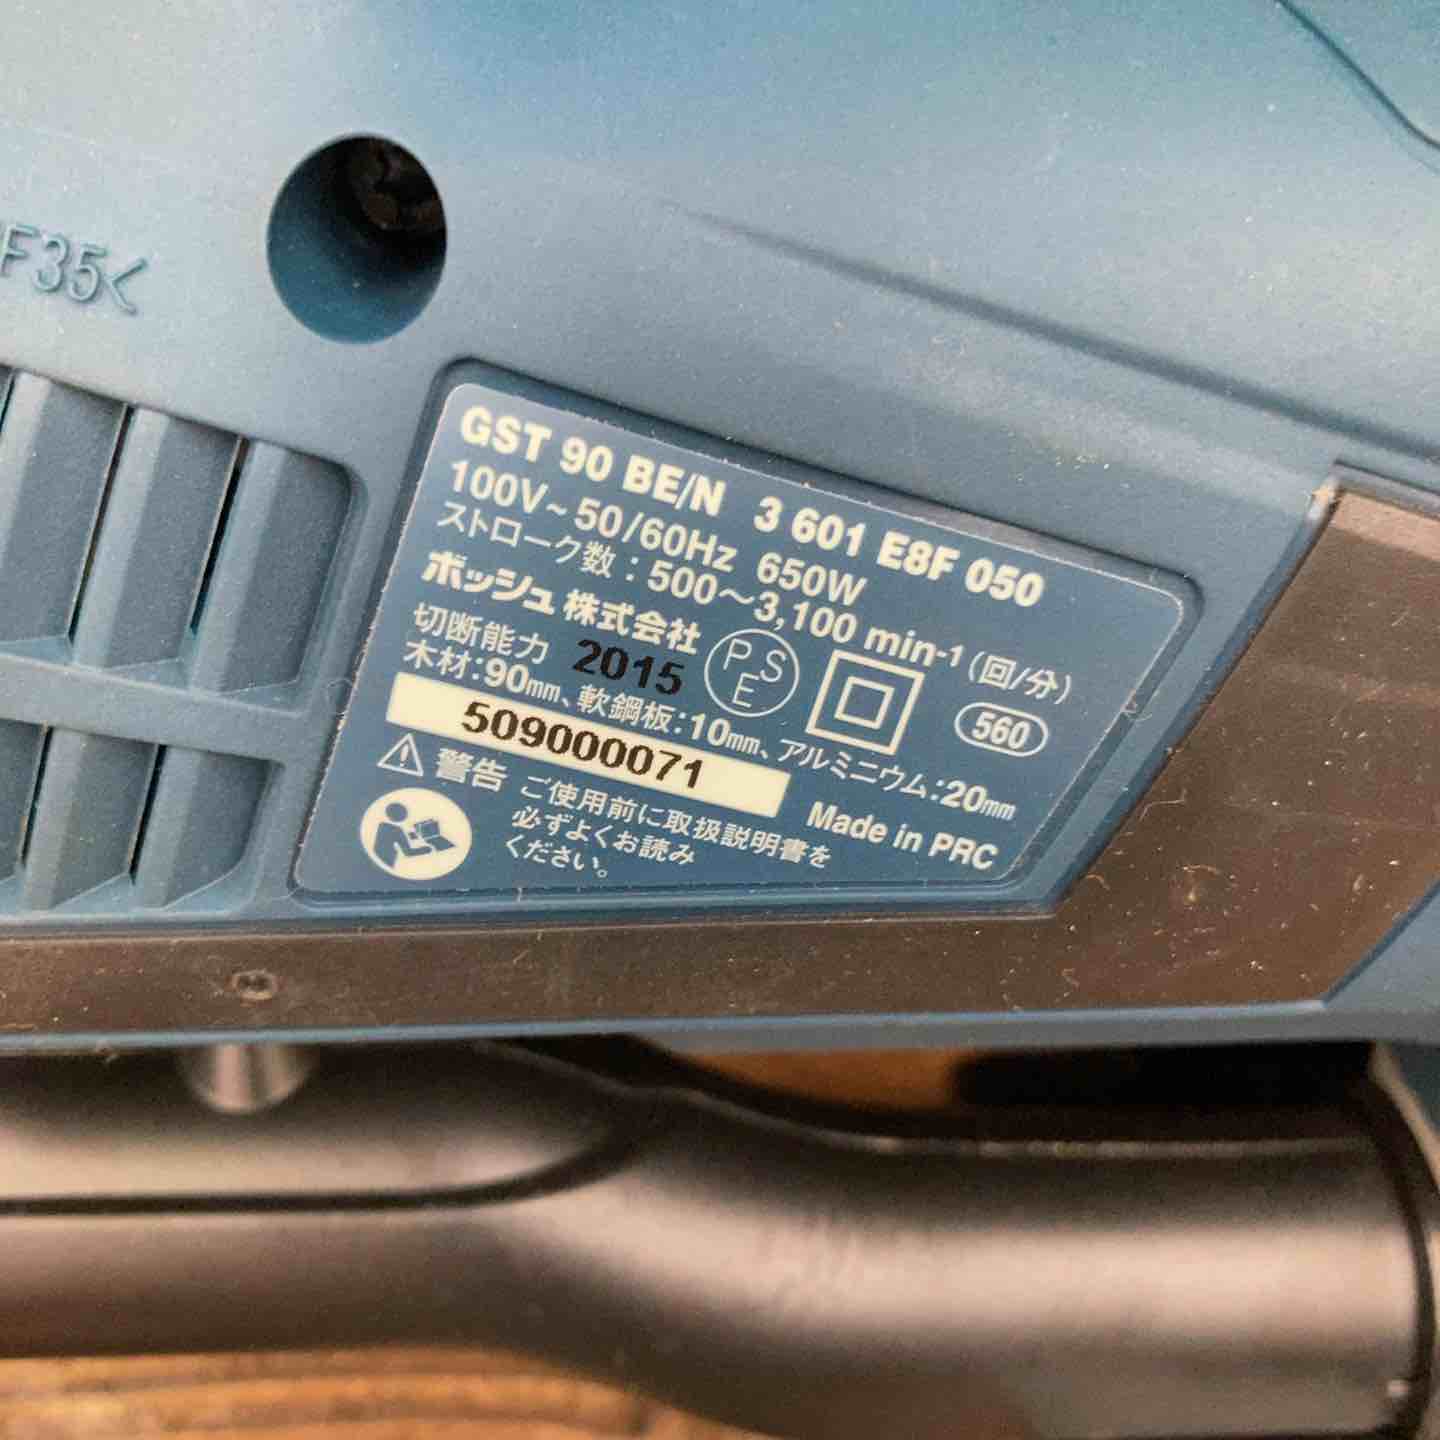 F35<
GST 90 BE/N 3 601 E8F 050
100V~50/60Hz 650W
ストローク数：500～3,100 min-1 (回/分)
ボッシュ 株式会社 PSE 560
切断能力 2015
木材：90mm、軟鋼板：10mm、アルミニウム：20mm
509000071
Made in PRC
警告 ご使用前に取扱説明書を
必ずよくお読み
ください。